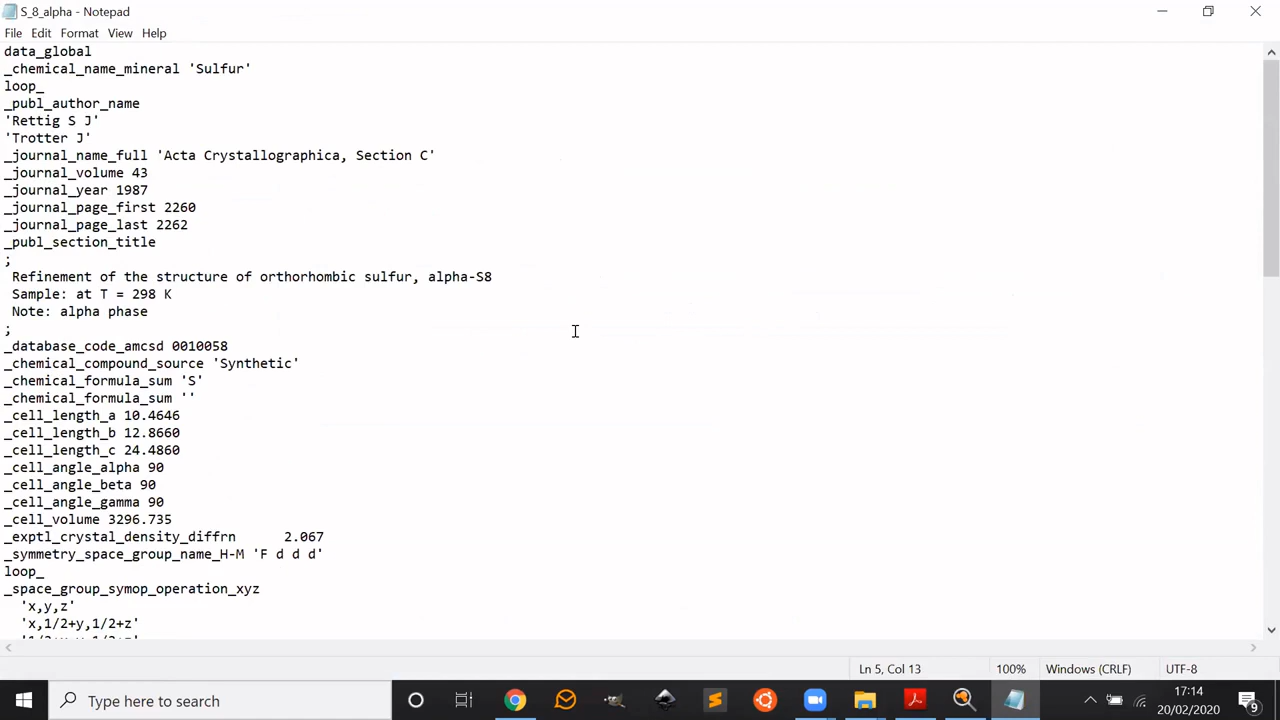 S_8_alpha - Notepad
File Edit Format View Help
data_global
_chemical_name_mineral 'Sulfur'
loop_
_publ_author_name
'Rettig S J'
'Trotter J'
_journal_name_full 'Acta Crystallographica, Section C'
_journal_volume 43
_journal_year 1987
_journal_page_first 2260
_journal_page_last 2262
_publ_section_title
;
Refinement of the structure of orthorhombic sulfur, alpha-S8
Sample: at T = 298 K
Note: alpha phase
;
_database_code_amcsd 0010058
_chemical_compound_source 'Synthetic'
_chemical_formula_sum 'S'
_chemical_formula_sum ''
_cell_length_a 10.4646
_cell_length_b 12.8660
_cell_length_c 24.4860
_cell_angle_alpha 90
_cell_angle_beta 90
_cell_angle_gamma 90
_cell_volume 3296.735
_exptl_crystal_density_diffrn 2.067
_symmetry_space_group_name_H-M 'F d d d'
loop_
_space_group_symop_operation_xyz
'x,y,z'
'x,1/2+y,1/2+z'
Ln 5, Col 13 100% Windows (CRLF) UTF-8
Type here to search
17:14
20/02/2020
9